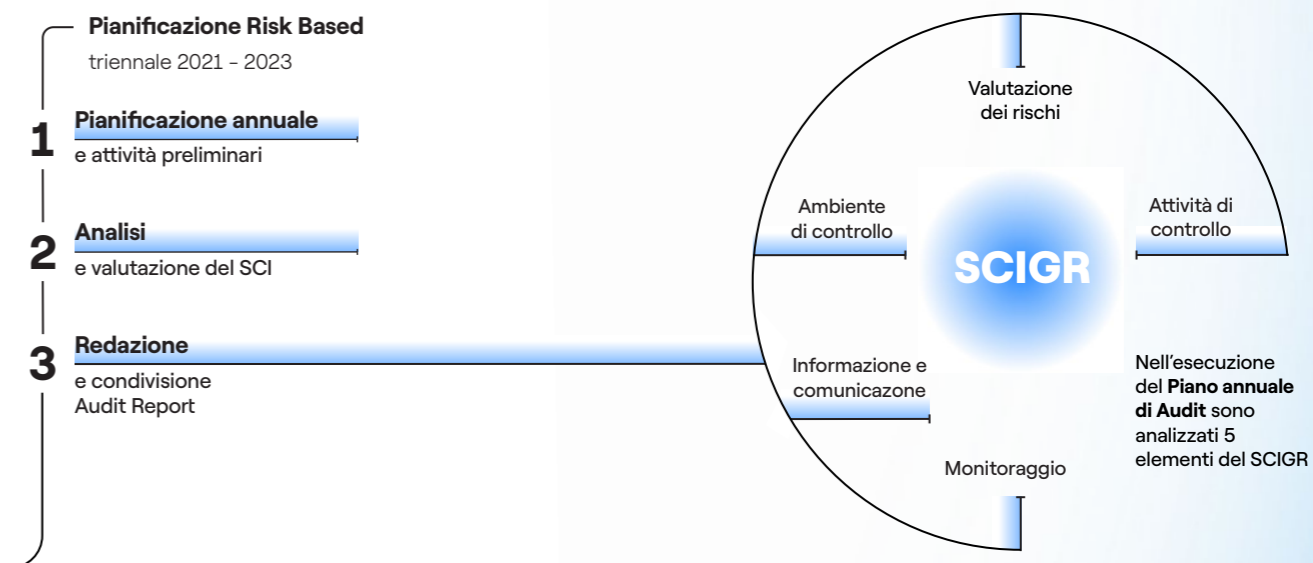 Pianificazione Risk Based
triennale 2021 - 2023
1
Pianificazione annuale
e attività preliminari
2
Analisi
e valutazione del SCI
3
Redazione
e condivisione
Audit Report
Valutazione
dei rischi
Ambiente
di controllo
SCIGR
Attività di
controllo
Informazione e
comunicazone
Monitoraggio
Nell'esecuzione
del Piano annuale
di Audit sono
analizzati 5
elementi del SCIGR